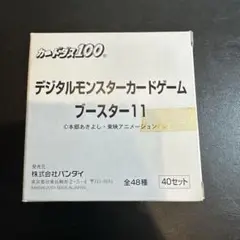 カードダス100
デジタルモンスターカードゲーム
ブースター11
©本郷あきよし・東映アニメーション
発売元
株式会社バンダイ
全48種
40セット